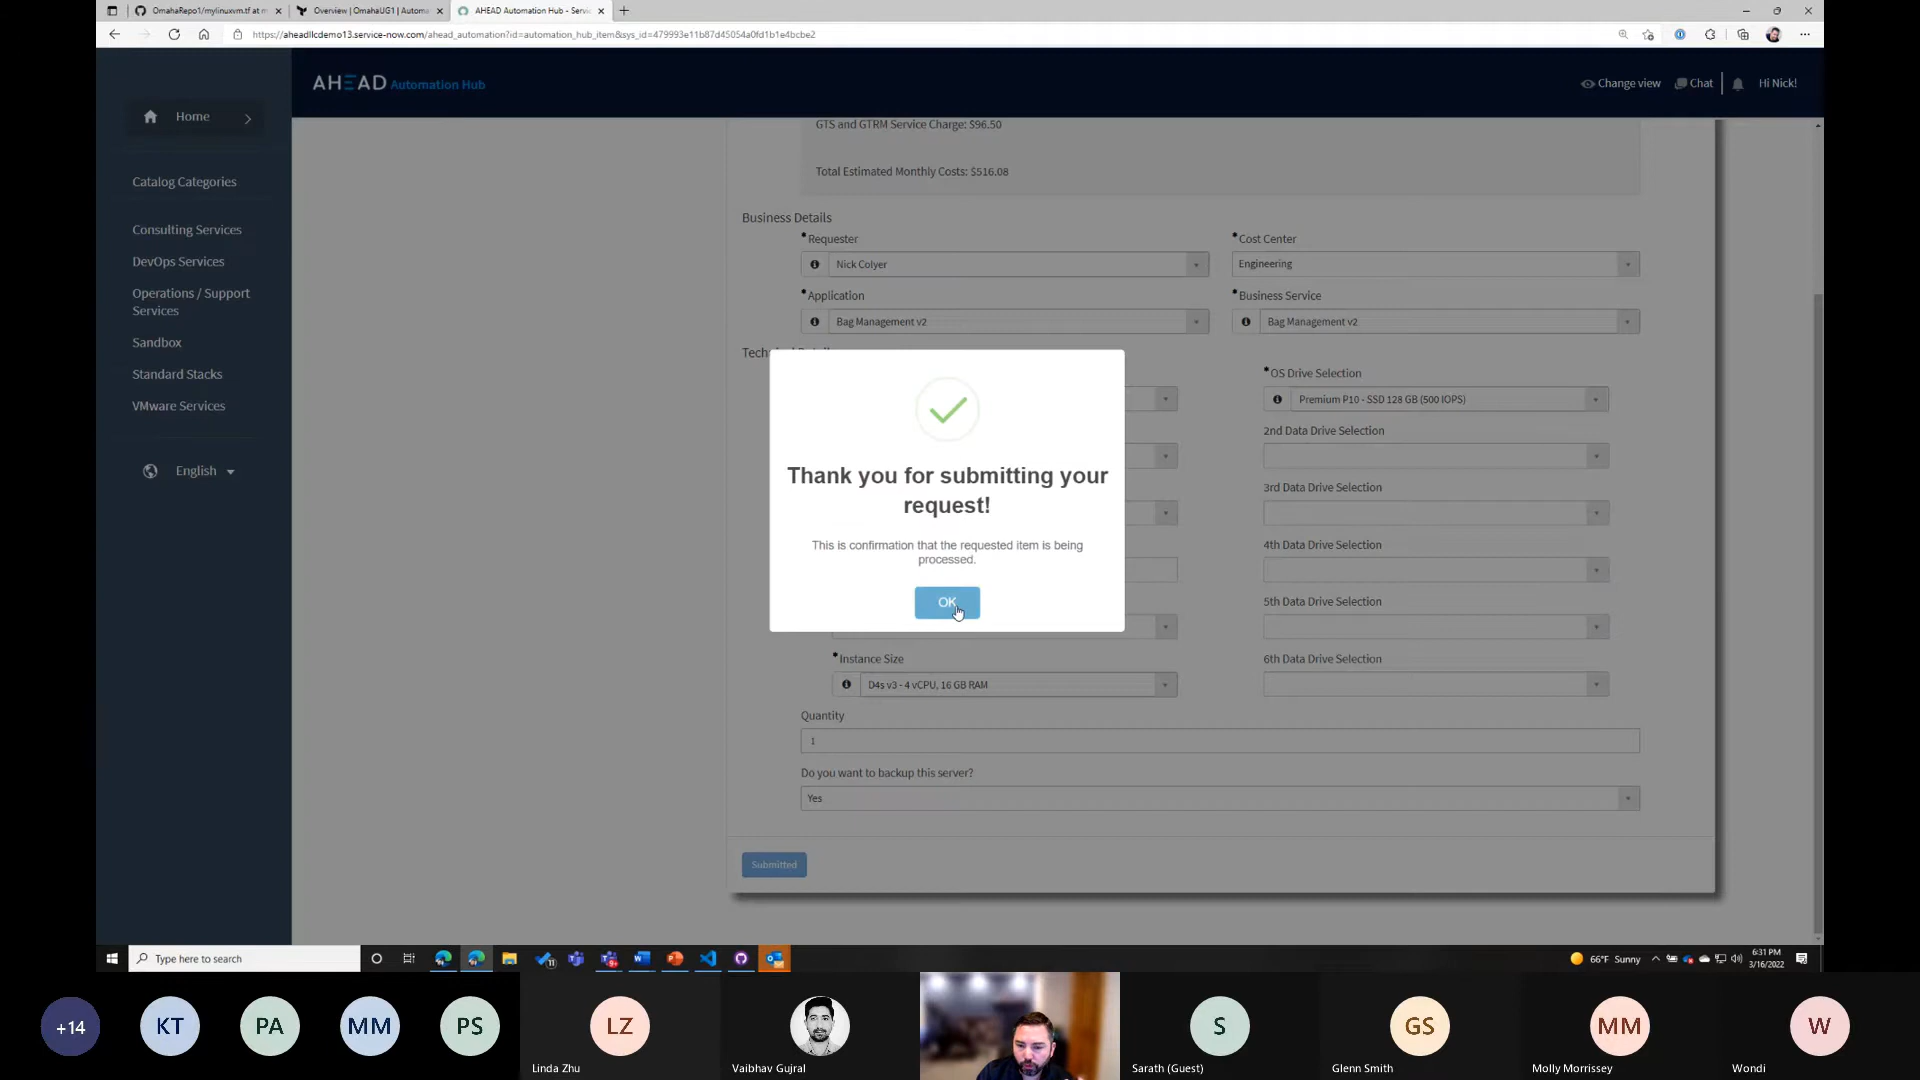 OmahaRepo1/mylinuxvm.tf at m
Overview | OmahaUG1 | Automa
AHEAD Automation Hub - Servic
https://aheadllcdemo13.service-now.com/ahead_automation?id=automation_hub_item&sys_id=479993e11b87d45054a0fd1b1e4bcbe2
AHEAD Automation Hub
Change view
Chat
Hi Nick!
Home
Catalog Categories
Consulting Services
DevOps Services
Operations / Support
Services
Sandbox
Standard Stacks
VMware Services
English
GTS and GTRM Service Charge: $96.50
Total Estimated Monthly Costs: $516.08
Business Details
*Requester
Nick Colyer
*Cost Center
Engineering
*Application
Bag Management v2
*Business Service
Bag Management v2
*OS Drive Selection
Premium P10 - SSD 128 GB (500 IOPS)
2nd Data Drive Selection
3rd Data Drive Selection
4th Data Drive Selection
5th Data Drive Selection
6th Data Drive Selection
Thank you for submitting your
request!
This is confirmation that the requested item is being
processed.
OK
*Instance Size
D4s v3 - 4 vCPU, 16 GB RAM
Quantity
1
Do you want to backup this server?
Yes
Submitted
Type here to search
66°F Sunny
6:31 PM
3/16/2022
+14
KT
PA
MM
PS
LZ
Linda Zhu
Vaibhav Gujral
S
Sarath (Guest)
GS
Glenn Smith
MM
Molly Morrissey
W
Wondi